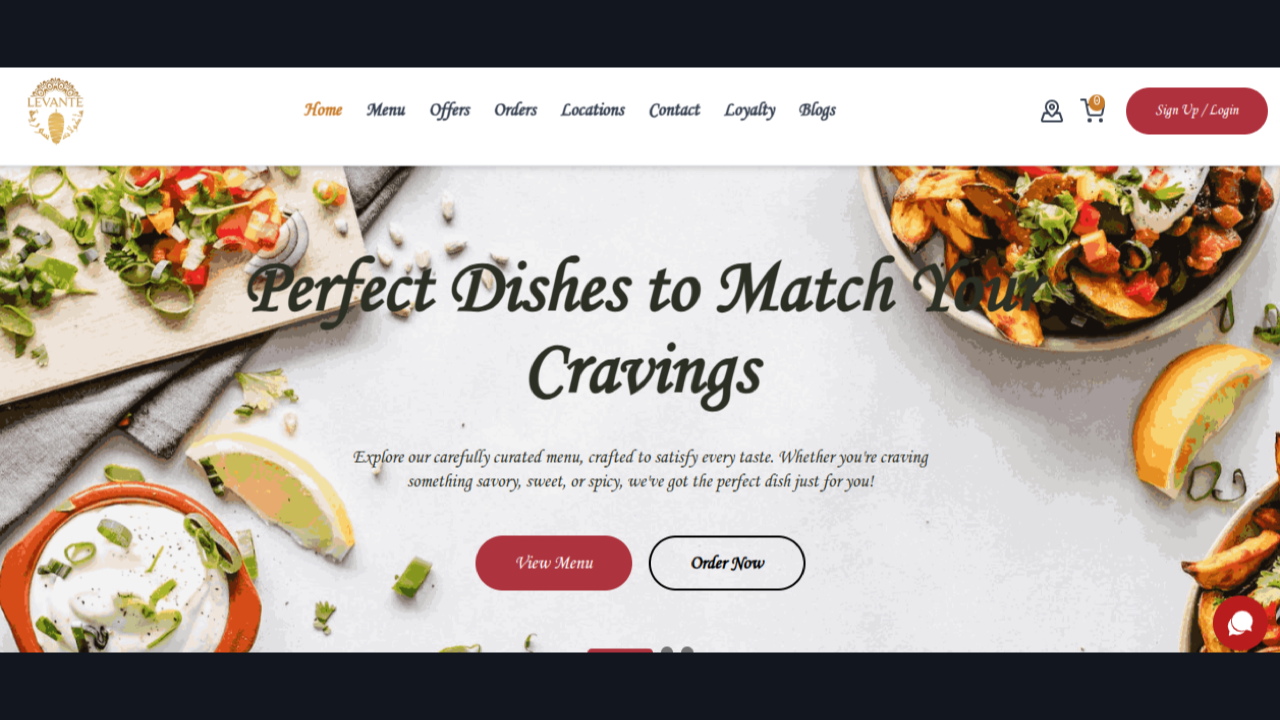 LEVANTE
Home Menu Offers Orders Locations Contact Loyalty Blogs
0
Sign Up / Login
Perfect Dishes to Match Your
Cravings
Explore our carefully curated menu, crafted to satisfy every taste. Whether you're craving
something savory, sweet, or spicy, we've got the perfect dish just for you!
View Menu
Order Now